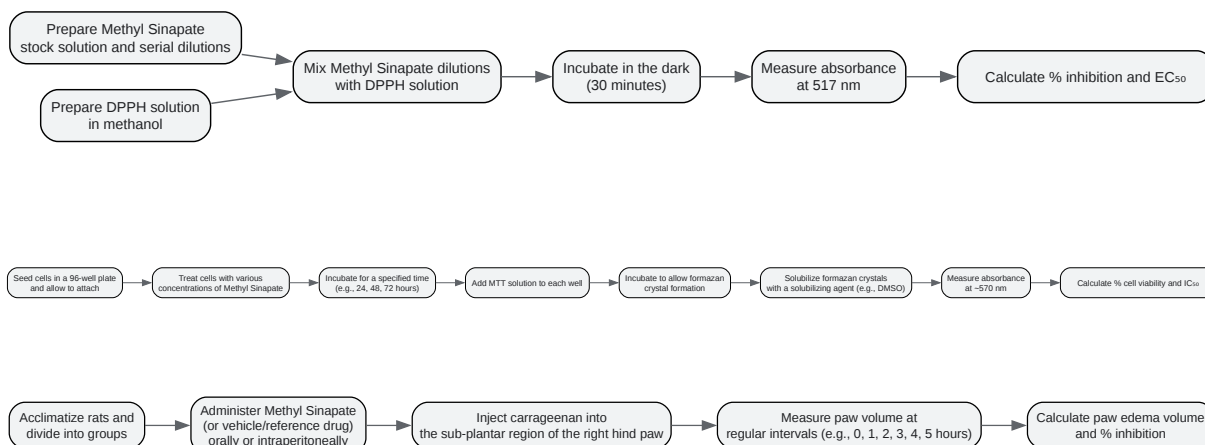 Prepare Methyl Sinapate
stock solution and serial dilutions
Prepare DPPH solution
in methanol
Mix Methyl Sinapate dilutions
with DPPH solution
Incubate in the dark
(30 minutes)
Measure absorbance
at 517 nm
Calculate % inhibition and EC₅₀
Seed cells in a 96-well plate
and allow to attach
Treat cells with various
concentrations of Methyl Sinapate
Incubate for a specified time
(e.g., 24, 48, 72 hours)
Add MTT solution to each well
Incubate to allow formazan
crystal formation
Solubilize formazan crystals
with a solubilizing agent (e.g., DMSO)
Measure absorbance
at ~570 nm
Calculate % cell viability and IC₅₀
Acclimatize rats and
divide into groups
Administer Methyl Sinapate
(or vehicle/reference drug)
orally or intraperitoneally
Inject carrageenan into
the sub-plantar region of the right hind paw
Measure paw volume at
regular intervals (e.g., 0, 1, 2, 3, 4, 5 hours)
Calculate paw edema volume
and % inhibition